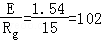 E/R_g = 1.54/15 = 102